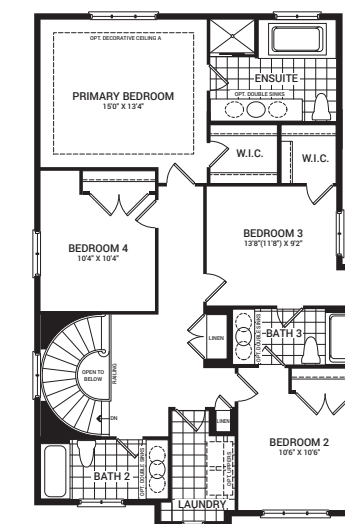 OPT. DECORATIVE CEILING A
PRIMARY BEDROOM
15'0" X 13'4"
ENSUITE
OPT. DOUBLE SINKS
W.I.C.
W.I.C.
BEDROOM 3
13'8"(11'8") X 9'2"
BEDROOM 4
10'4" X 10'4"
LINEN
OPT. DOUBLE SINKS
BATH 3
OPEN TO
BELOW
RAILING
DN
LINEN
BEDROOM 2
10'6" X 10'6"
BATH 2
OPT. DOUBLE SINKS
OPT. UPPERS
LAUNDRY